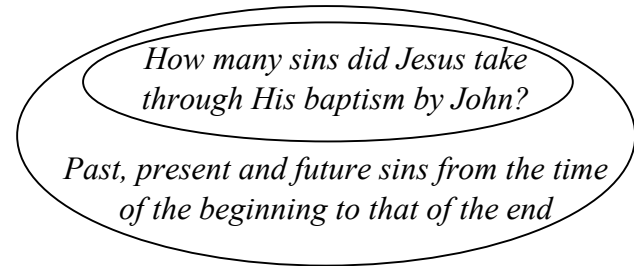 How many sins did Jesus take
through His baptism by John?
Past, present and future sins from the time
of the beginning to that of the end